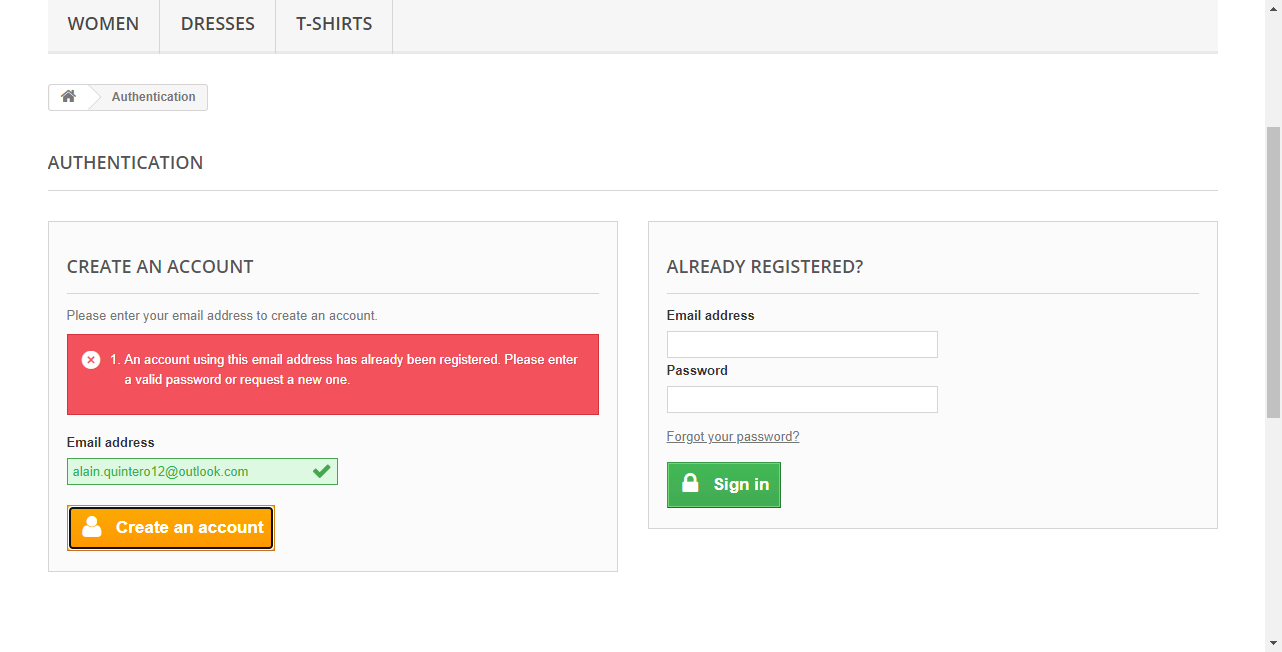 WOMEN
DRESSES
T-SHIRTS
Authentication
AUTHENTICATION
CREATE AN ACCOUNT
Please enter your email address to create an account.
1. An account using this email address has already been registered. Please enter
a valid password or request a new one.
Email address
alain.quintero12@outlook.com
Create an account
ALREADY REGISTERED?
Email address
Password
Forgot your password?
Sign in